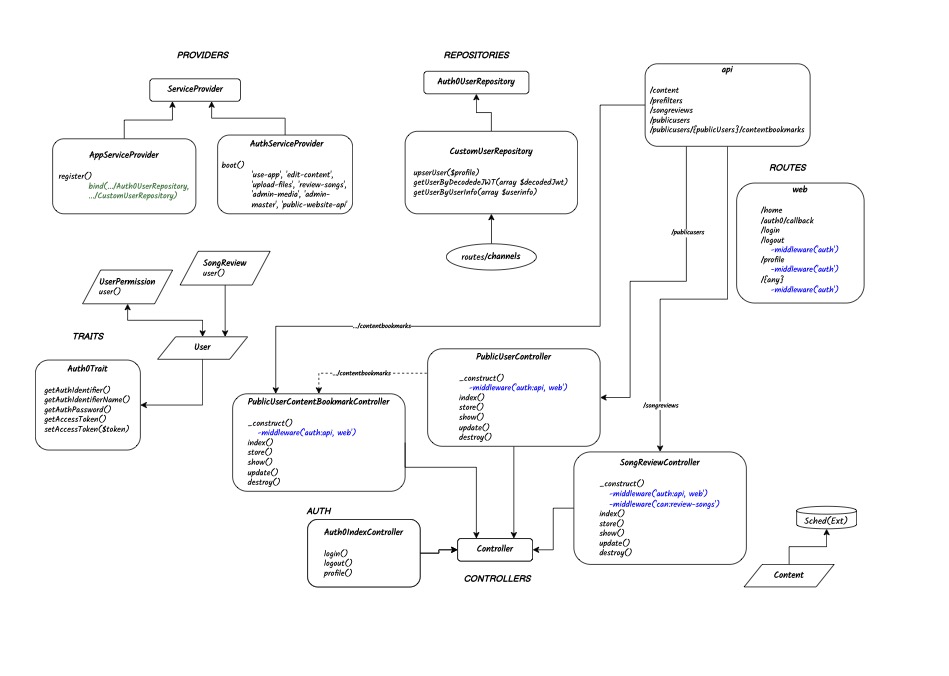 PROVIDERS
ServiceProvider
AppServiceProvider
register()
bind(.../Auth0UserRepository,
.../CustomUserRepository)
AuthServiceProvider
boot()
'use-app', 'edit-content',
'upload-files', 'review-songs',
'admin-media', 'admin-
master', 'public-website-api'
REPOSITORIES
Auth0UserRepository
CustomUserRepository
upserUser($profile)
getUserByDecodedeJWT(array $decodedJwt)
getUserByUserInfo(array $userinfo)
routes/channels
api
/content
/prefilters
/songreviews
/publicusers
/publicusers/{publicUsers}/contentbookmarks
ROUTES
web
/home
/auth0/callback
/login
/logout
~middleware('auth')
/profile
~middleware('auth')
/{any}
~middleware('auth')
/publicusers
SongReview
user()
UserPermission
user()
User
TRAITS
Auth0Trait
getAuthIdentifier()
getAuthIdentifierName()
getAuthPassword()
getAccessToken()
setAccessToken($token)
.../contentbookmarks
.../contentbookmarks
PublicUserController
_construct()
~middleware('auth:api, web')
index()
store()
show()
update()
destroy()
PublicUserContentBookmarkController
_construct()
~middleware('auth:api, web')
index()
store()
show()
update()
destroy()
/songreviews
SongReviewController
_construct()
~middleware('auth:api, web')
~middleware('can:review-songs')
index()
store()
show()
update()
destroy()
AUTH
Auth0IndexController
login()
logout()
profile()
Controller
CONTROLLERS
Sched(Ext)
Content